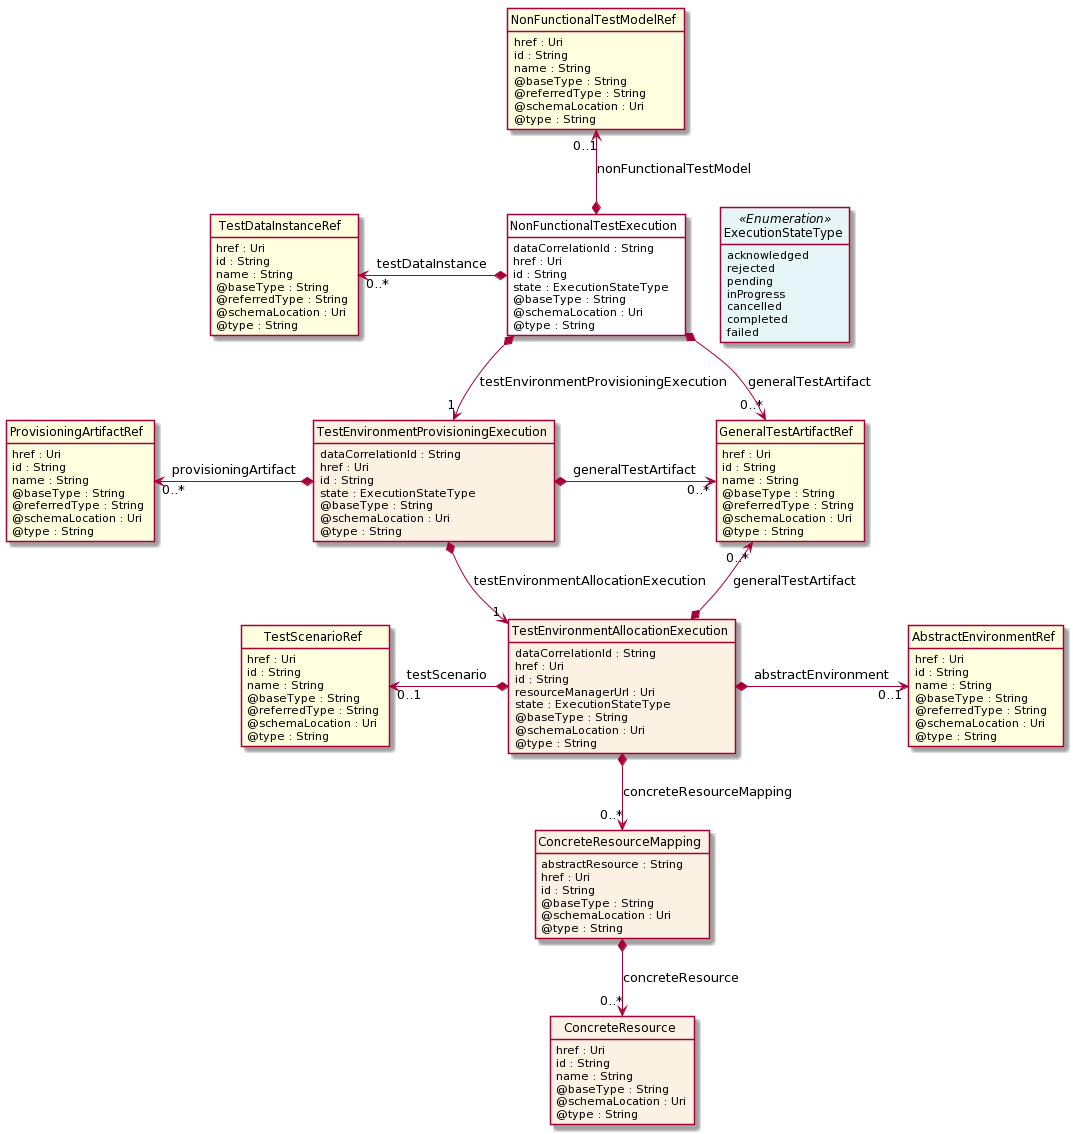 NonFunctionalTestModelRef
href : Uri
id : String
name : String
@baseType : String
@referredType : String
@schemaLocation : Uri
@type : String
0..1
nonFunctionalTestModel
TestDataInstanceRef
href : Uri
id : String
name : String
@baseType : String
@referredType : String
@schemaLocation : Uri
@type : String
testDataInstance
0..*
NonFunctionalTestExecution
dataCorrelationId : String
href : Uri
id : String
state : ExecutionStateType
@baseType : String
@schemaLocation : Uri
@type : String
«Enumeration»
ExecutionStateType
acknowledged
rejected
pending
inProgress
cancelled
completed
failed
testEnvironmentProvisioningExecution
1
generalTestArtifact
0..*
ProvisioningArtifactRef
href : Uri
id : String
name : String
@baseType : String
@referredType : String
@schemaLocation : Uri
@type : String
provisioningArtifact
0..*
TestEnvironmentProvisioningExecution
dataCorrelationId : String
href : Uri
id : String
state : ExecutionStateType
@baseType : String
@schemaLocation : Uri
@type : String
generalTestArtifact
0..*
GeneralTestArtifactRef
href : Uri
id : String
name : String
@baseType : String
@referredType : String
@schemaLocation : Uri
@type : String
testEnvironmentAllocationExecution
1
0..*
generalTestArtifact
TestScenarioRef
href : Uri
id : String
name : String
@baseType : String
@referredType : String
@schemaLocation : Uri
@type : String
testScenario
0..1
TestEnvironmentAllocationExecution
dataCorrelationId : String
href : Uri
id : String
resourceManagerUrl : Uri
state : ExecutionStateType
@baseType : String
@schemaLocation : Uri
@type : String
abstractEnvironment
0..1
AbstractEnvironmentRef
href : Uri
id : String
name : String
@baseType : String
@referredType : String
@schemaLocation : Uri
@type : String
concreteResourceMapping
0..*
ConcreteResourceMapping
abstractResource : String
href : Uri
id : String
@baseType : String
@schemaLocation : Uri
@type : String
concreteResource
0..*
ConcreteResource
href : Uri
id : String
name : String
@baseType : String
@schemaLocation : Uri
@type : String